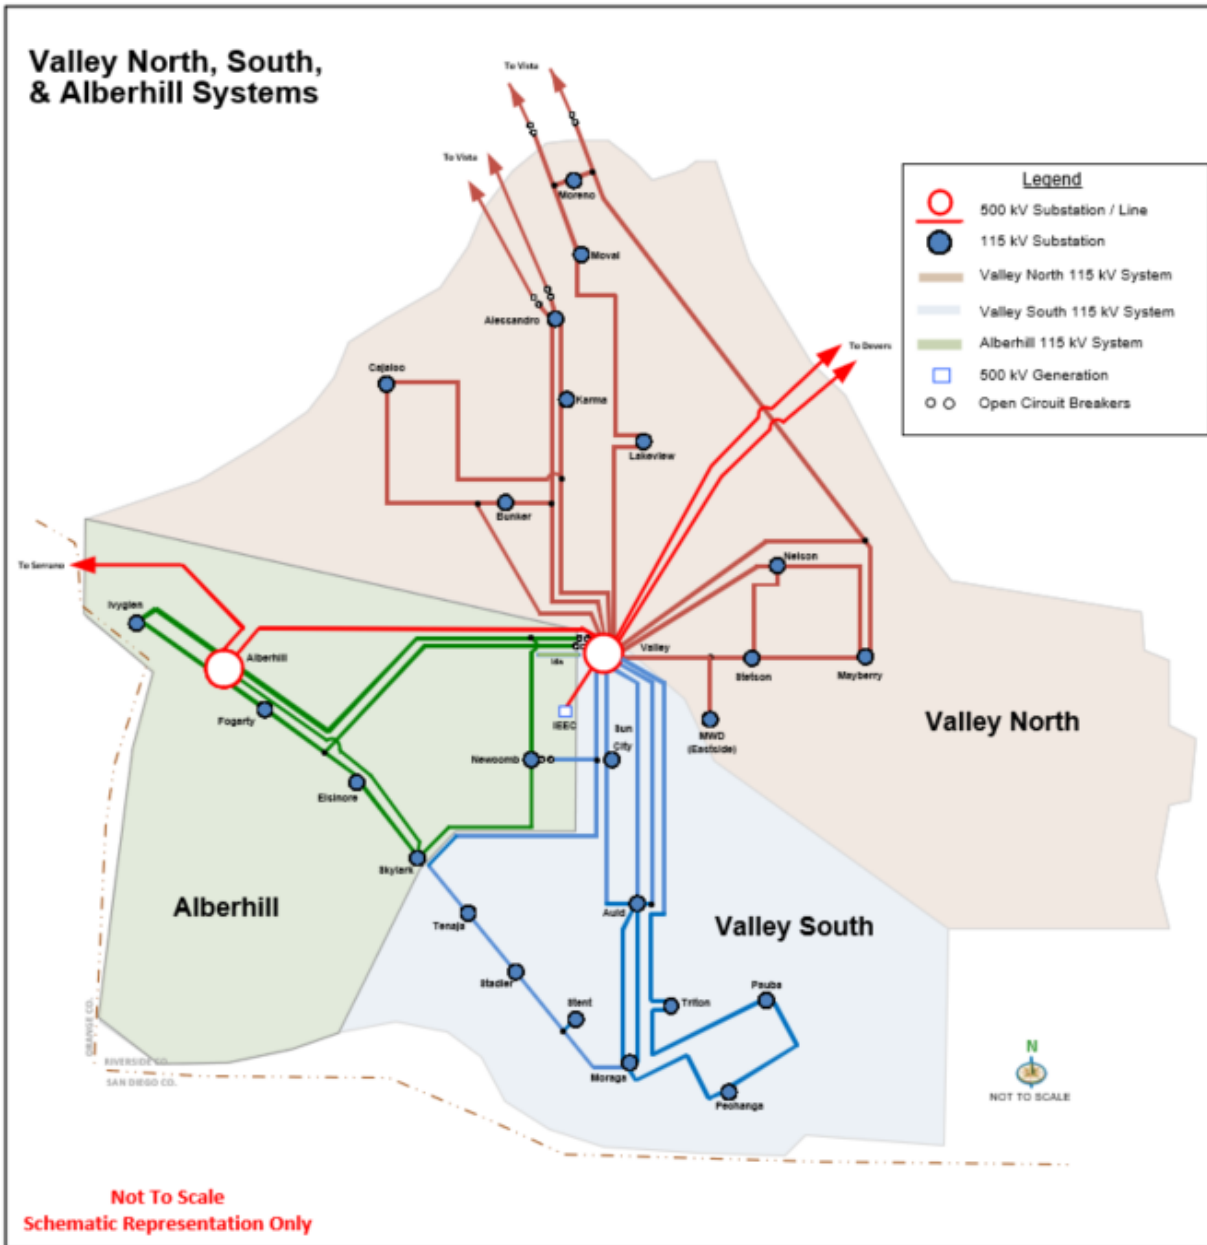 Valley North, South,
& Alberhill Systems
To Vista
To Vista
Moreno
Moval
Alessandro
Cajalco
Karma
Lakeview
Bunker
To Devers
Legend
500 kV Substation / Line
115 kV Substation
Valley North 115 kV System
Valley South 115 kV System
Alberhill 115 kV System
500 kV Generation
Open Circuit Breakers
To Serrano
Ivyglen
Alberhill
Fogarty
Elsinore
Skylark
Newcomb
Idle
IEEC
Sun
City
Valley
Nelson
Stetson
Mayberry
MWD
(Eastside)
Valley North
Alberhill
Valley South
Auld
Tenaja
Stadler
Stent
Moraga
Triton
Pauba
Pechanga
ORANGE CO.
RIVERSIDE CO.
SAN DIEGO CO.
N
NOT TO SCALE
Not To Scale
Schematic Representation Only